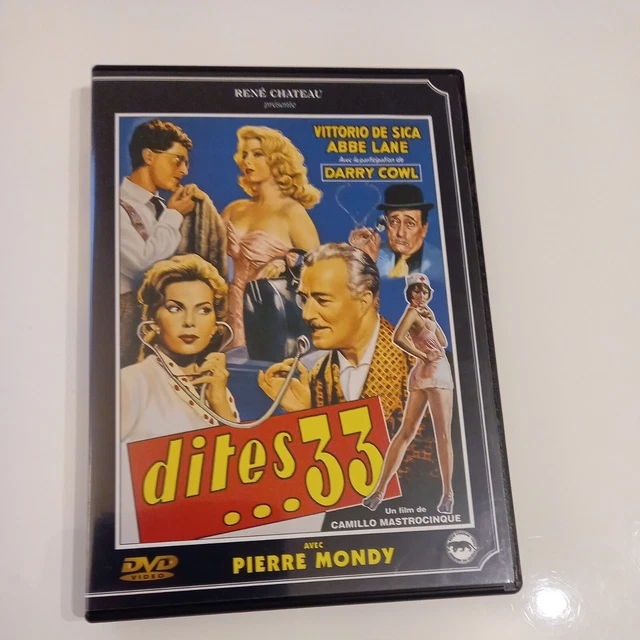 RENÉ CHATEAU
présente
VITTORIO DE SICA
ABBE LANE
Avec la participation de
DARRY COWL
dites
...33
Un film de
CAMILLO MASTROCINQUE
AVEC
PIERRE MONDY
DVD
VIDEO